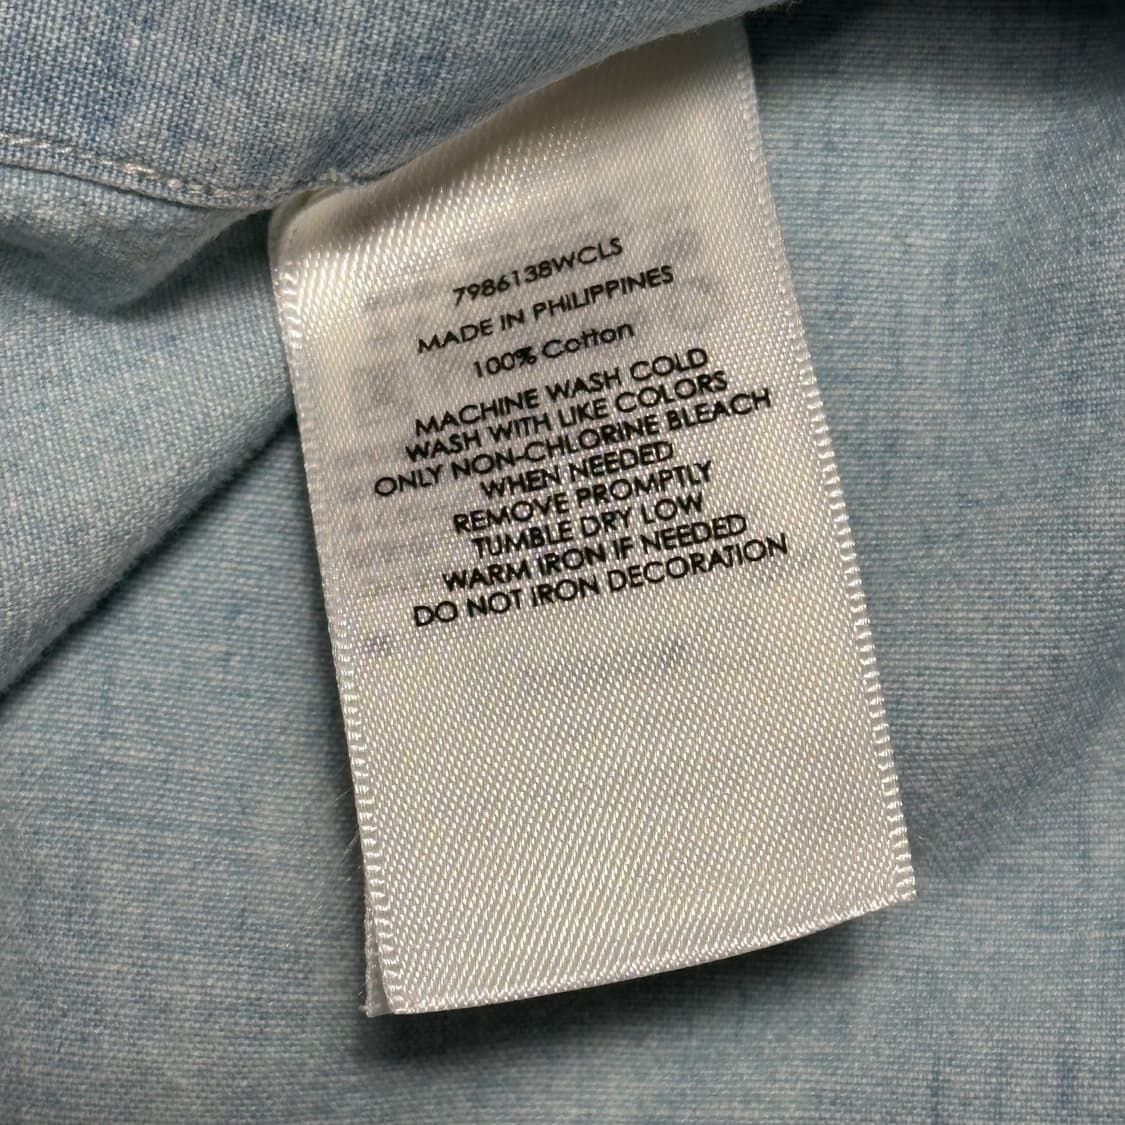 7986138WCLS
MADE IN PHILIPPINES
100% Cotton
MACHINE WASH COLD
WASH WITH LIKE COLORS
ONLY NON-CHLORINE BLEACH
WHEN NEEDED
REMOVE PROMPTLY
TUMBLE DRY LOW
WARM IRON IF NEEDED
DO NOT IRON DECORATION